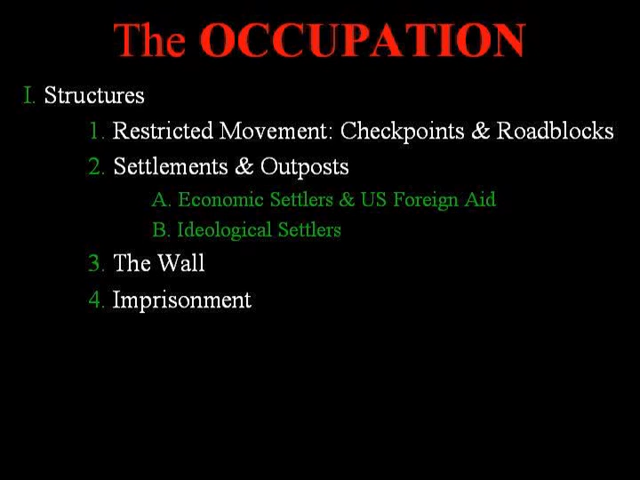 The OCCUPATION
I. Structures
1. Restricted Movement: Checkpoints & Roadblocks
2. Settlements & Outposts
A. Economic Settlers & US Foreign Aid
B. Ideological Settlers
3. The Wall
4. Imprisonment